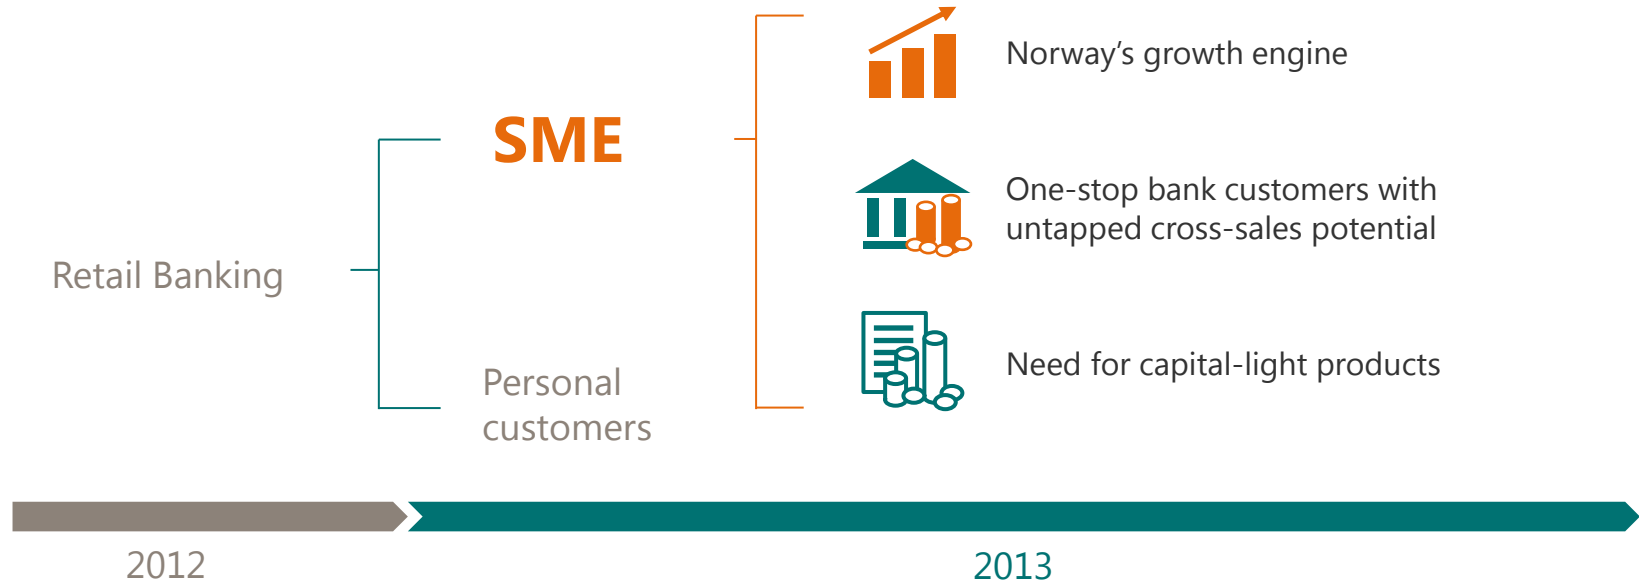 Retail Banking
SME
Personal
customers
Norway’s growth engine
One-stop bank customers with
untapped cross-sales potential
Need for capital-light products
2012
2013